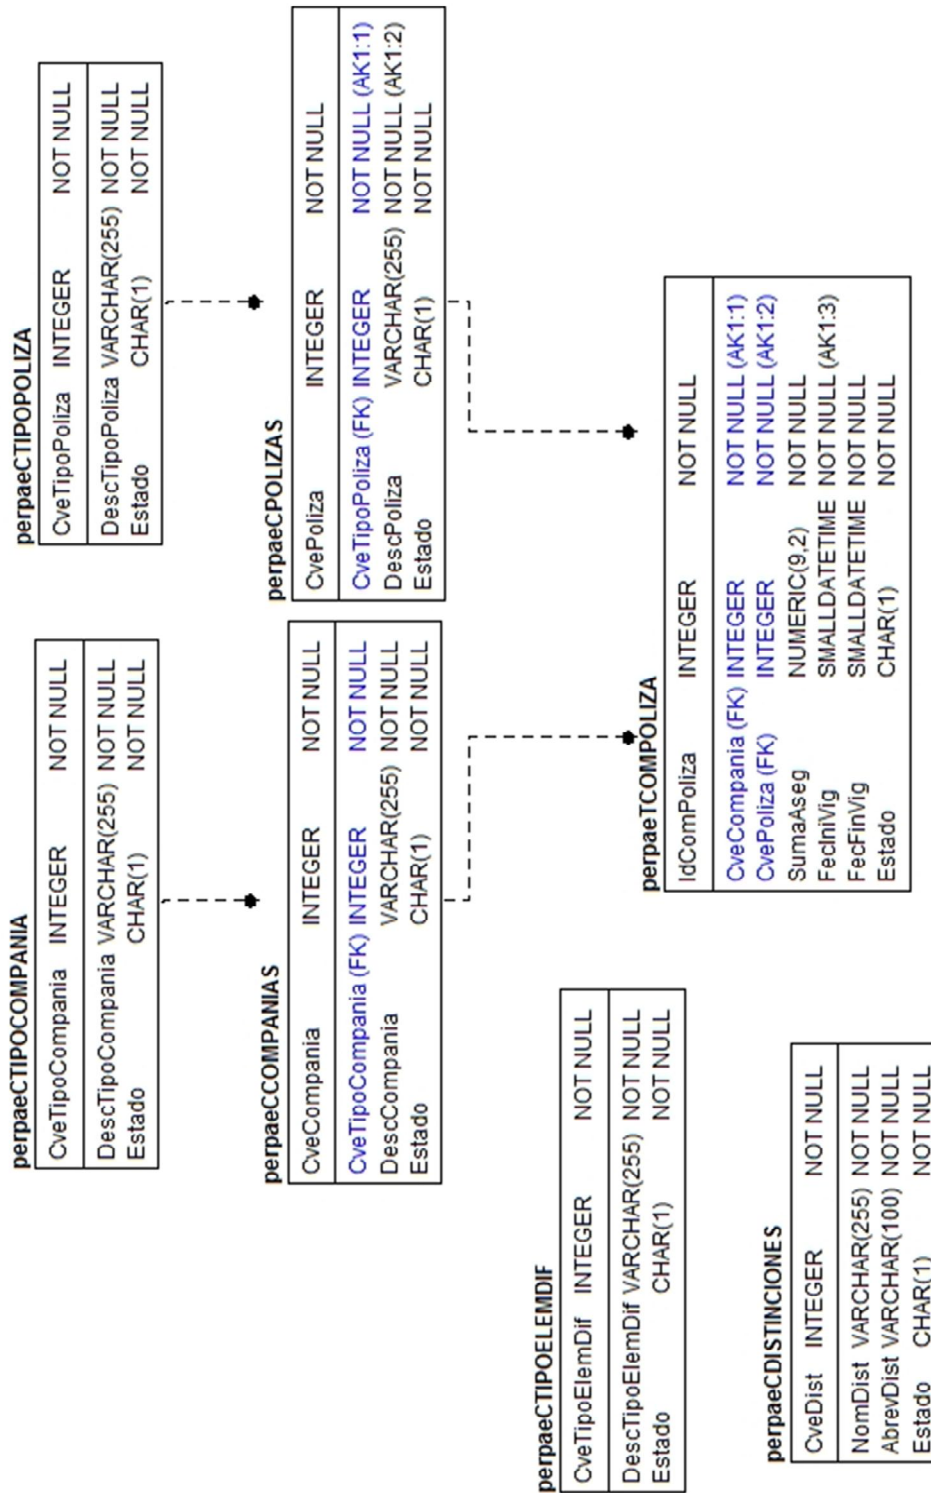 perpaeCTIPOCOMPANIA
CveTipoCompania INTEGER NOT NULL
DescTipoCompania VARCHAR(255) NOT NULL
Estado CHAR(1) NOT NULL
perpaeCTIPOPOLIZA
CveTipoPoliza INTEGER NOT NULL
DescTipoPoliza VARCHAR(255) NOT NULL
Estado CHAR(1) NOT NULL
perpaeCCOMPANIAS
CveCompania INTEGER NOT NULL
CveTipoCompania (FK) INTEGER NOT NULL
DescCompania VARCHAR(255) NOT NULL
Estado CHAR(1) NOT NULL
perpaeCPOLIZAS
CvePoliza INTEGER NOT NULL
CveTipoPoliza (FK) INTEGER NOT NULL (AK1:1)
DescPoliza VARCHAR(255) NOT NULL (AK1:2)
Estado CHAR(1) NOT NULL
perpaeCTIPOELEMDIF
CveTipoElemDif INTEGER NOT NULL
DescTipoElemDif VARCHAR(255) NOT NULL
Estado CHAR(1) NOT NULL
perpaeTCOMPOLIZA
IdComPoliza INTEGER NOT NULL
CveCompania (FK) INTEGER NOT NULL (AK1:1)
CvePoliza (FK) INTEGER NOT NULL (AK1:2)
SumaAseg NUMERIC(9,2) NOT NULL
FecIniVig SMALLDATETIME NOT NULL (AK1:3)
FecFinVig SMALLDATETIME NOT NULL
Estado CHAR(1) NOT NULL
perpaeCDISTINCIONES
CveDist INTEGER NOT NULL
NomDist VARCHAR(255) NOT NULL
AbrevDist VARCHAR(100) NOT NULL
Estado CHAR(1) NOT NULL